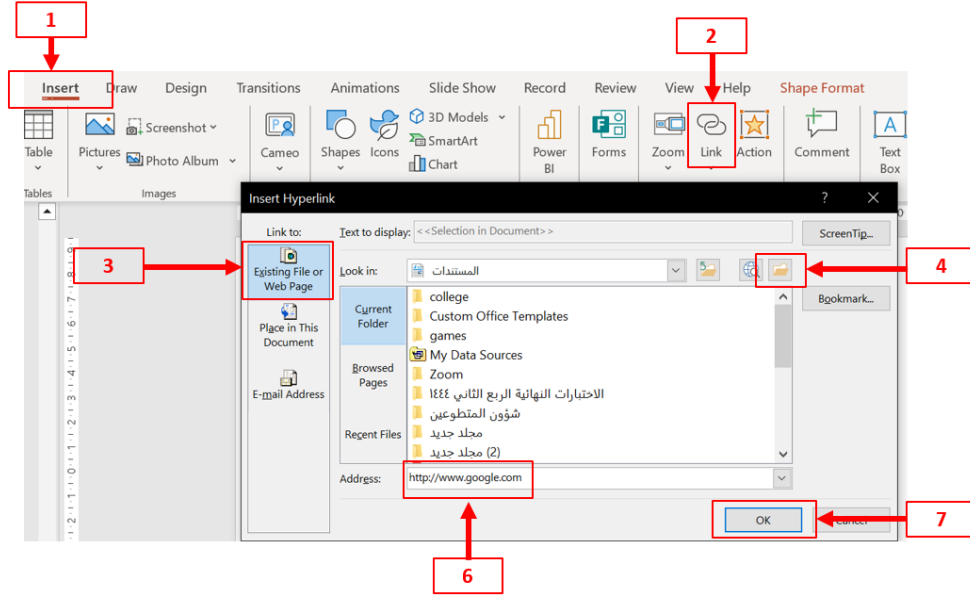 1
2
Insert Draw Design Transitions Animations Slide Show Record Review View Help Shape Format
Table
Pictures
Screenshot
Photo Album
Cameo
Shapes
Icons
3D Models
SmartArt
Chart
Power
BI
Forms
Zoom
Link
Action
Comment
Text
Box
Tables
Images
Insert Hyperlink
? 
Link to:
Text to display: <<Selection in Document>>
ScreenTip...
3
Existing File or
Web Page
Look in: المستندات
4
Bookmark...
Place in This
Document
E-mail Address
Current
Folder
Browsed
Pages
Recent Files
college
Custom Office Templates
games
My Data Sources
Zoom
الاختبارات النهائية الربع الثاني ١٤٤٤
شؤون المتطوعين
مجلد جديد
مجلد جديد (2)
Address: http://www.google.com
OK
Cancel
7
6